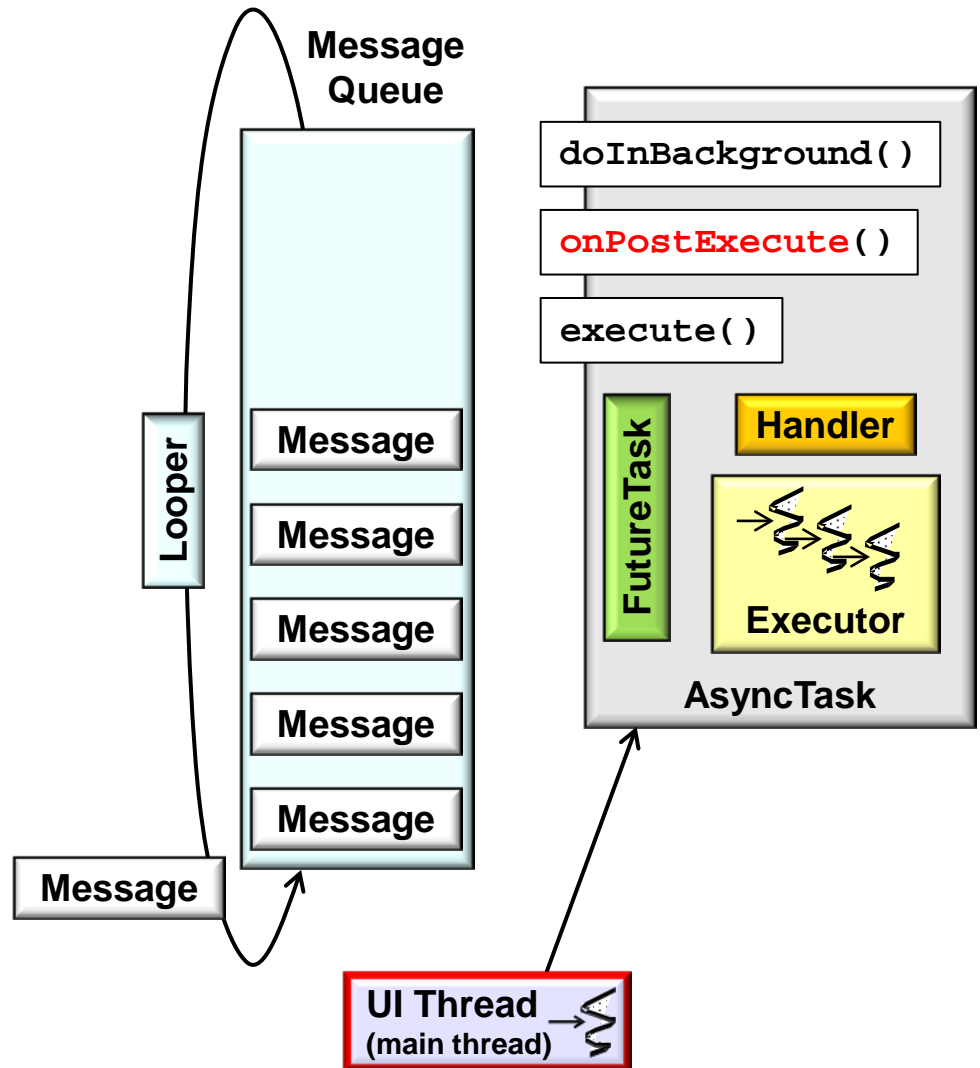 Message
Queue
doInBackground()
onPostExecute()
execute()
Looper
Message
Message
Message
Message
Message
Message
FutureTask
Handler
Executor
AsyncTask
UI Thread
(main thread)